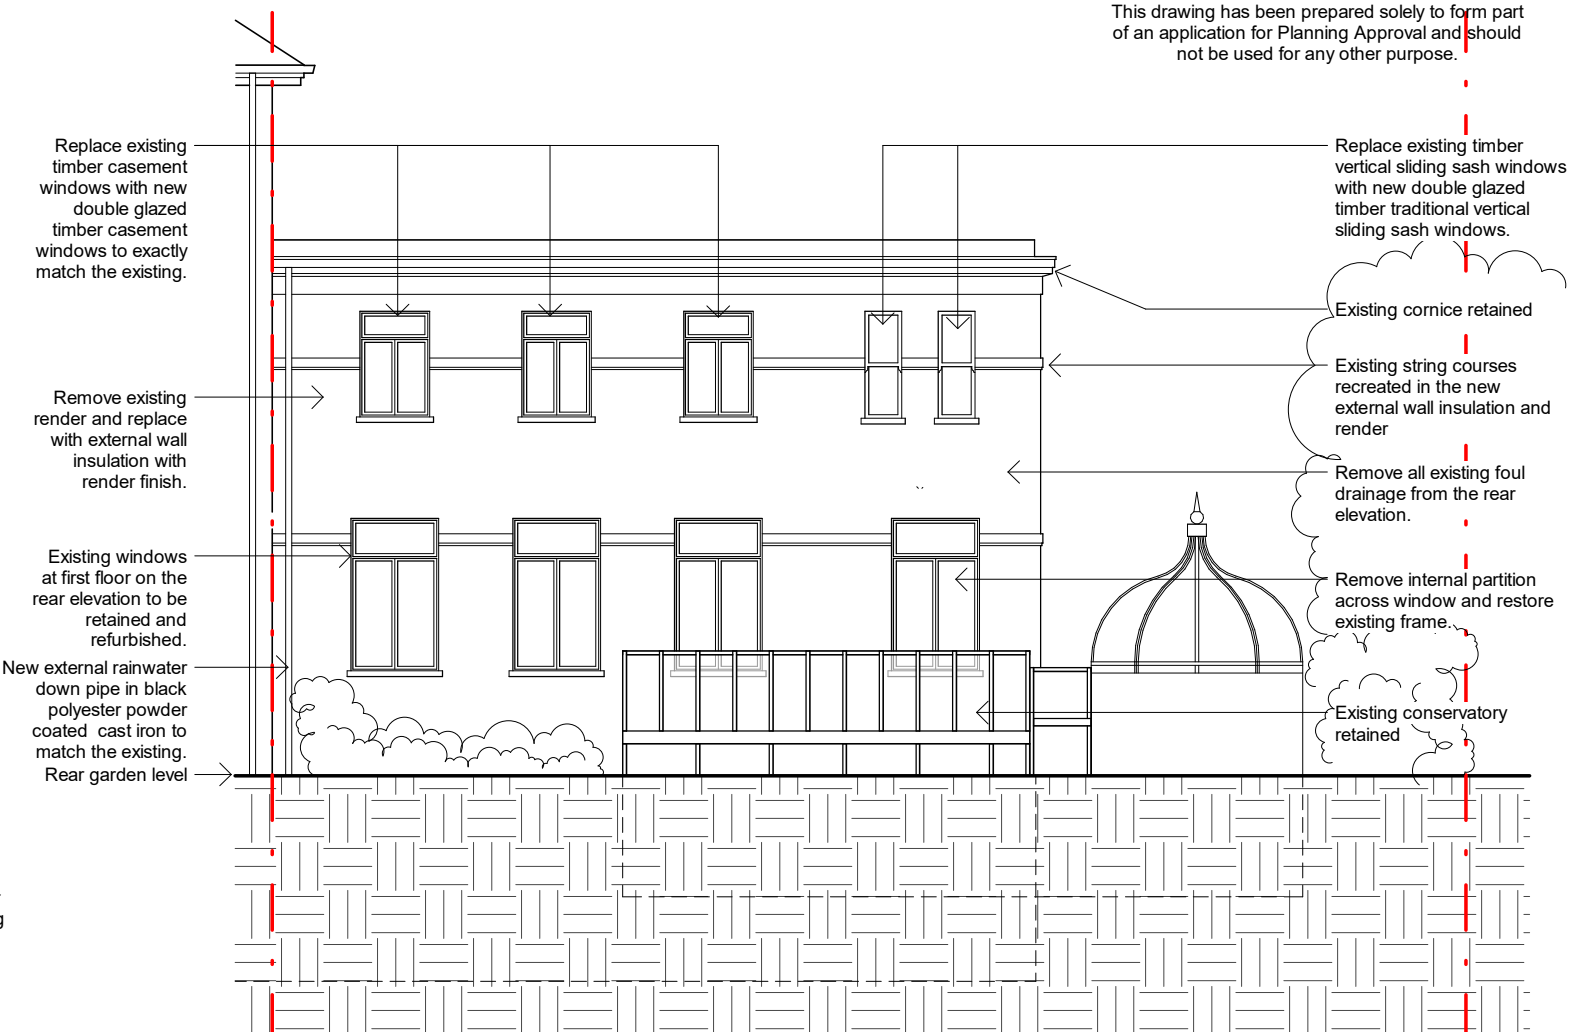 This drawing has been prepared solely to form part
of an application for Planning Approval and should
not be used for any other purpose.
Replace existing
timber casement
windows with new
double glazed
timber casement
windows to exactly
match the existing.
Remove existing
render and replace
with external wall
insulation with
render finish.
Existing windows
at first floor on the
rear elevation to be
retained and
refurbished.
New external rainwater
down pipe in black
polyester powder
coated cast iron to
match the existing.
Rear garden level
Replace existing timber
vertical sliding sash windows
with new double glazed
timber traditional vertical
sliding sash windows.
Existing cornice retained
Existing string courses
recreated in the new
external wall insulation and
render
Remove all existing foul
drainage from the rear
elevation.
Remove internal partition
across window and restore
existing frame.
Existing conservatory
retained